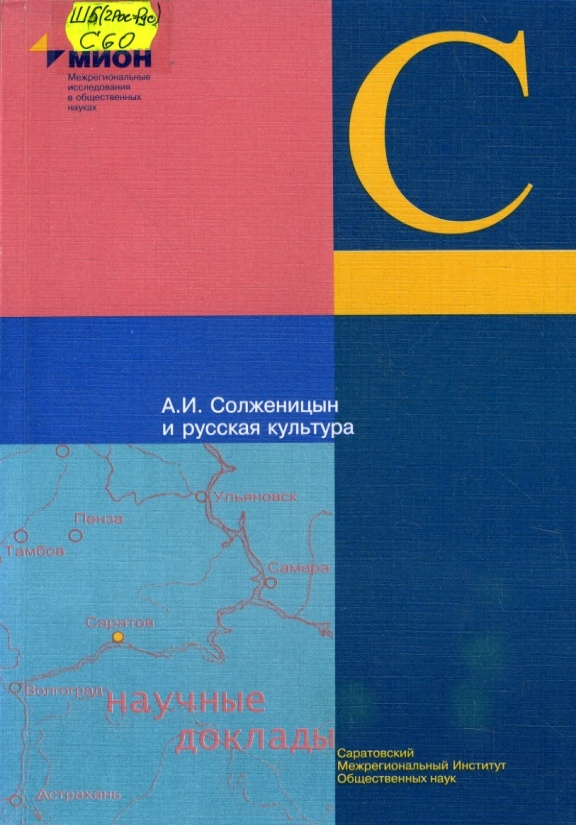 Ш6(2Рос=Рус)
С60
МИОН
Межрегиональные
исследования
в общественных
науках
С
А.И. Солженицын
и русская культура
Ульяновск
Пенза
Тамбов
Самара
Саратов
Волгоград
научные
доклады
Астрахань
Саратовский
Межрегиональный Институт
Общественных наук